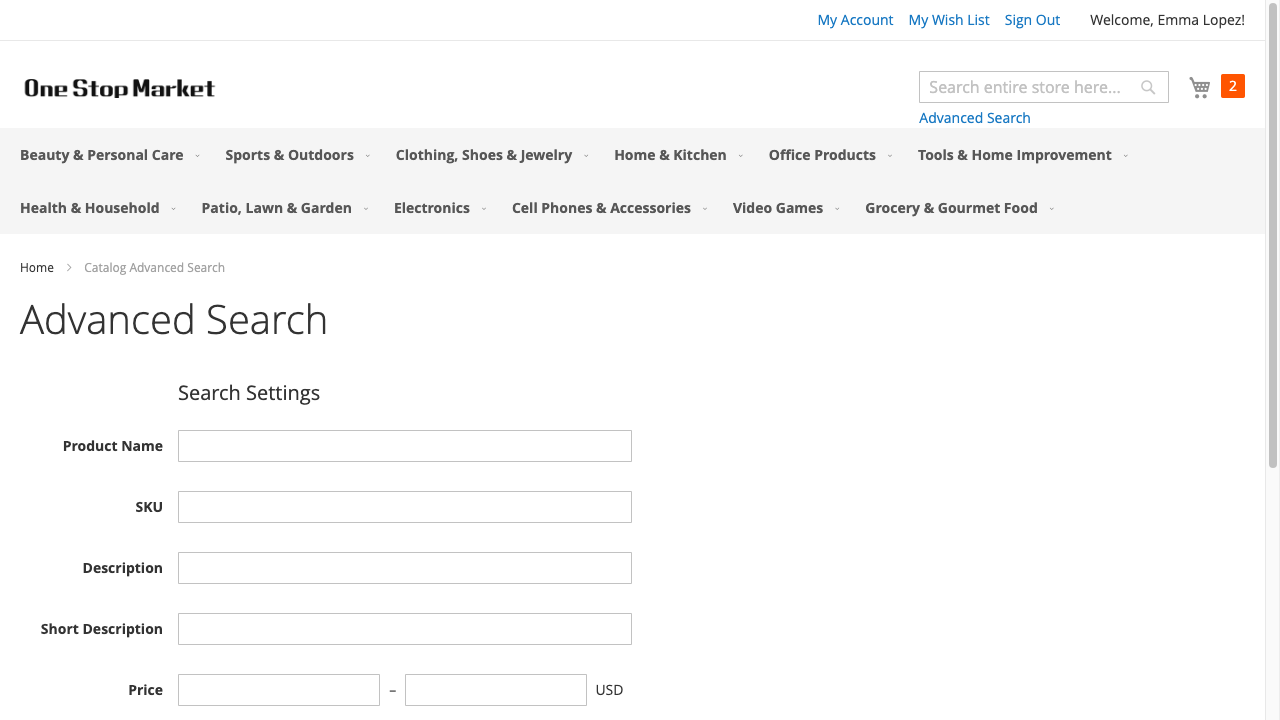 My Account My Wish List Sign Out Welcome, Emma Lopez!
One Stop Market
Search entire store here...
2
Advanced Search
Beauty & Personal Care Sports & Outdoors Clothing, Shoes & Jewelry Home & Kitchen Office Products Tools & Home Improvement
Health & Household Patio, Lawn & Garden Electronics Cell Phones & Accessories Video Games Grocery & Gourmet Food
Home Catalog Advanced Search
Advanced Search
Search Settings
Product Name
SKU
Description
Short Description
Price – USD